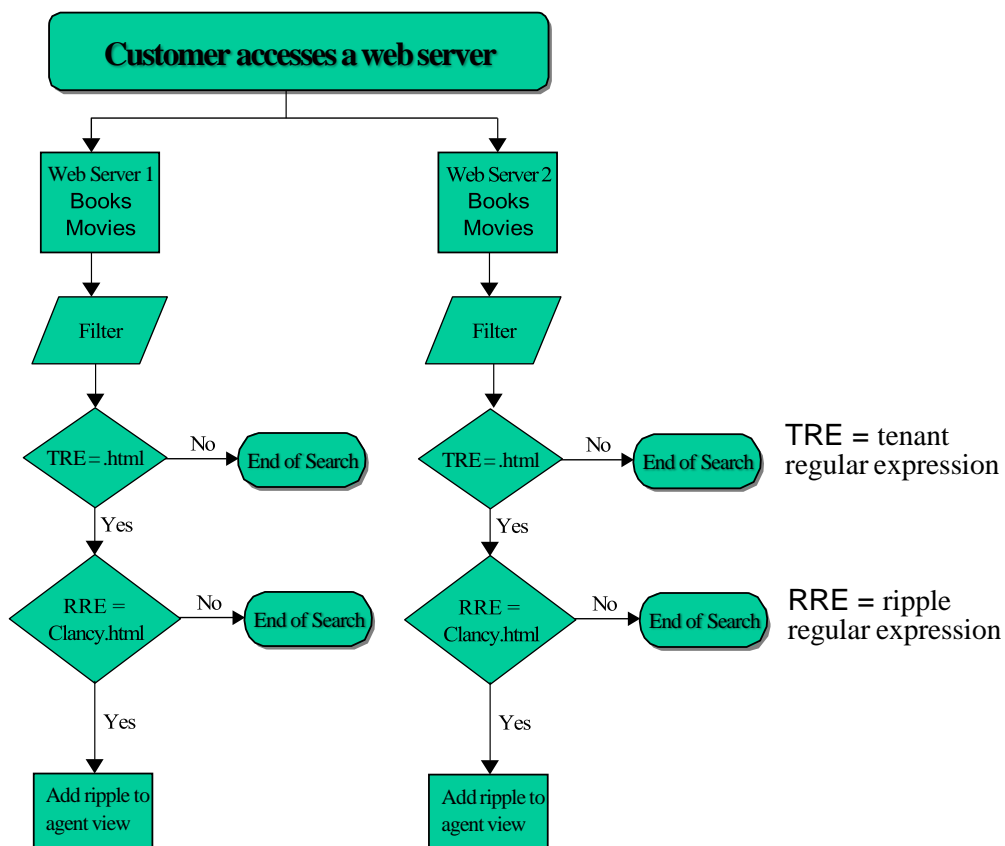 Customer accesses a web server
Web Server 1
Books
Movies
Web Server 2
Books
Movies
Filter
Filter
TRE = .html
No
End of Search
TRE = .html
No
End of Search
TRE = tenant
regular expression
Yes
Yes
RRE =
Clancy.html
No
End of Search
RRE =
Clancy.html
No
End of Search
RRE = ripple
regular expression
Yes
Yes
Add ripple to
agent view
Add ripple to
agent view